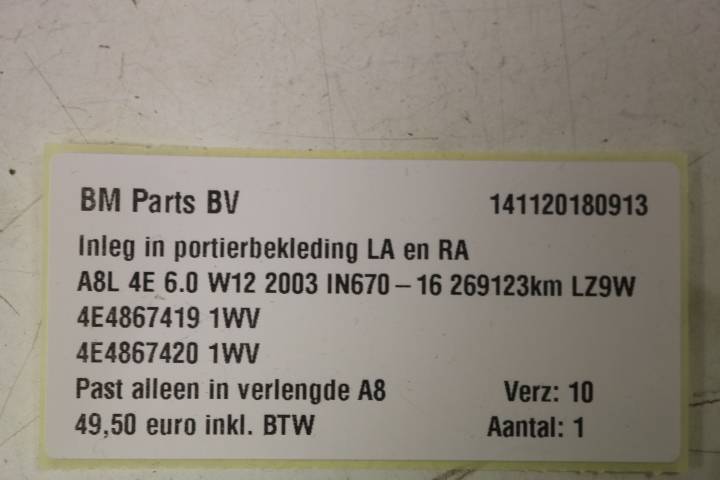 BM Parts BV 141120180913
Inleg in portierbekleding LA en RA
A8L 4E 6.0 W12 2003 IN670 – 16 269123km LZ9W
4E4867419 1WV
4E4867420 1WV
Past alleen in verlengde A8 Verz: 10
49,50 euro inkl. BTW Aantal: 1